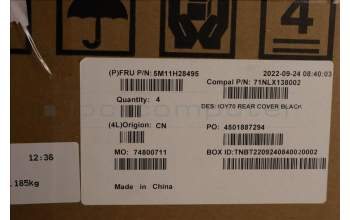 4
(P)FRU P/N: 5M11H28495
2022-09-24 08:40:03
Compal P/N: 71NLX138002
Quantity: 4
DES: IOY70 REAR COVER BLACK
(4L)Origion: CN
PO: 4501887294
MO: 74800711
BOX ID:TNBT2209240840020002
Made in China
12:36
.185kg